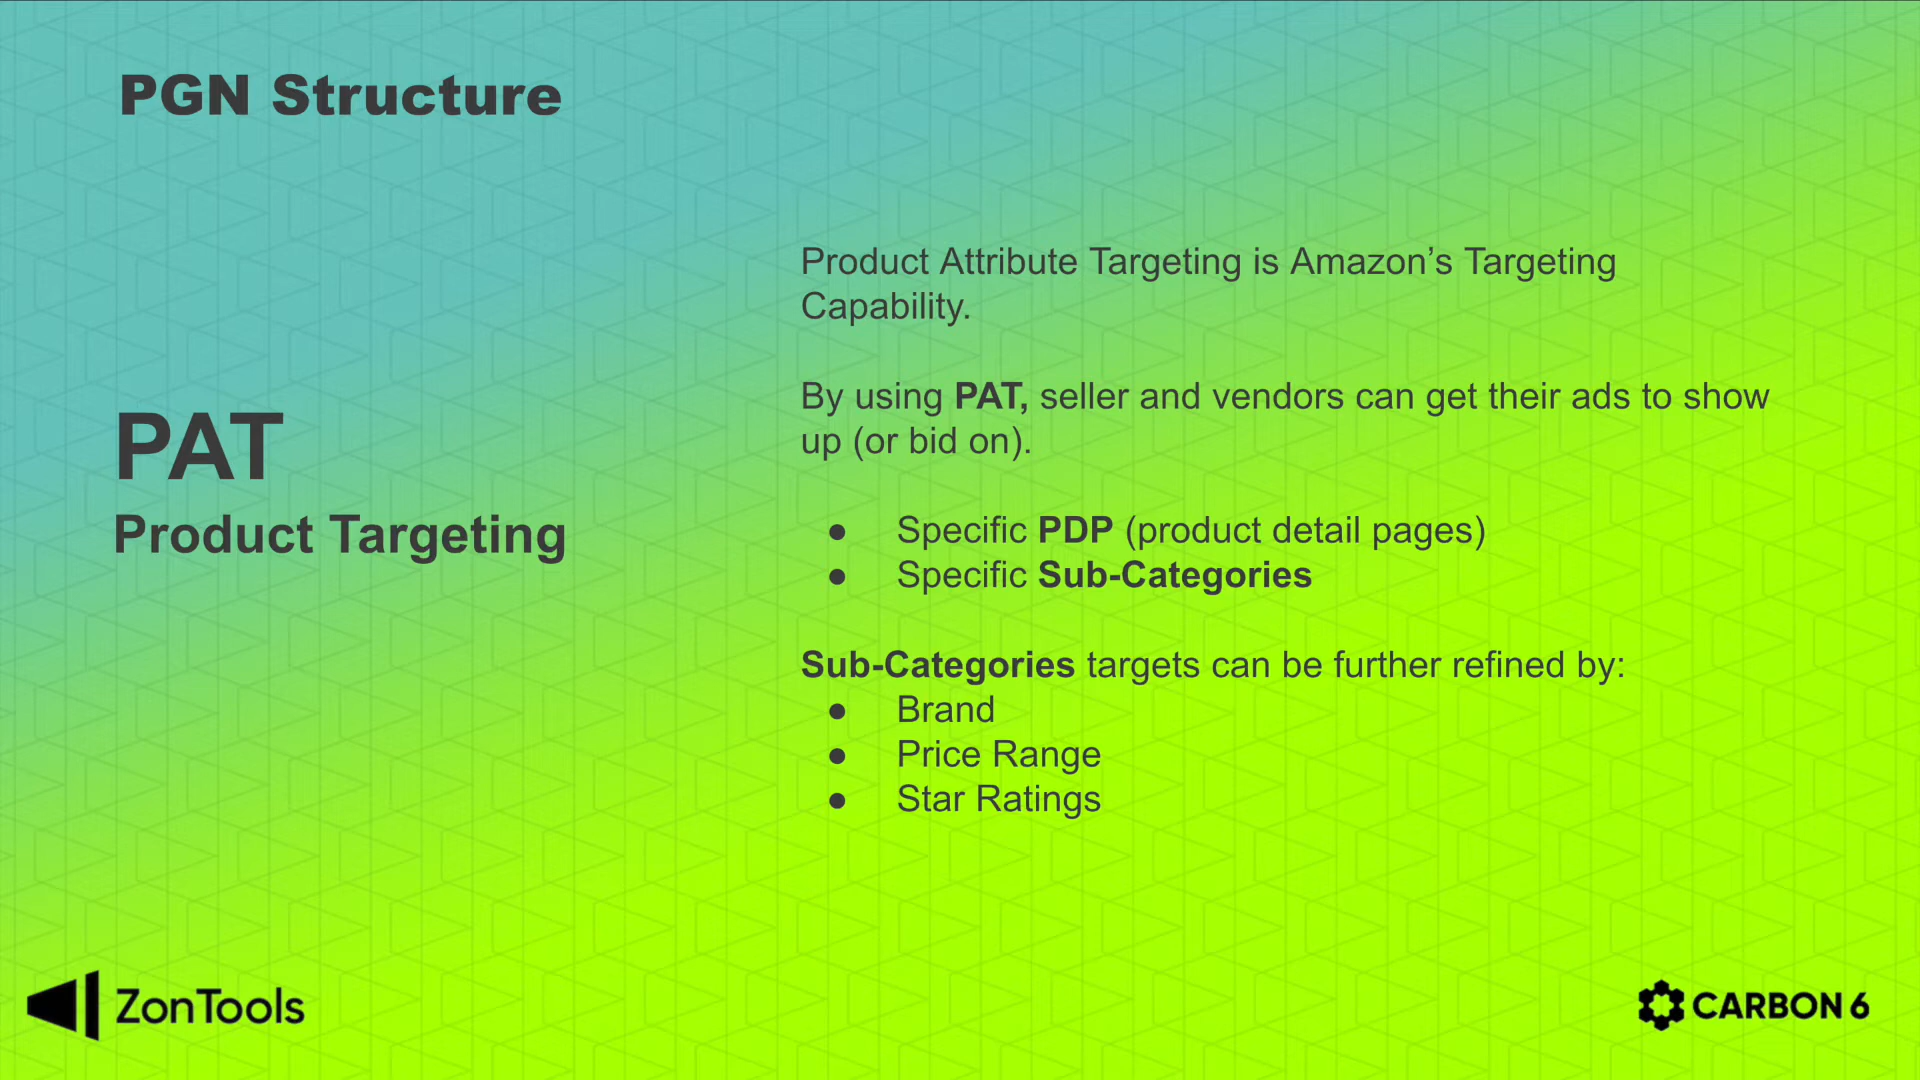 PGN Structure
PAT
Product Targeting
Product Attribute Targeting is Amazon’s Targeting
Capability.
By using PAT, seller and vendors can get their ads to show
up (or bid on).
● Specific PDP (product detail pages)
● Specific Sub-Categories
Sub-Categories targets can be further refined by:
● Brand
● Price Range
● Star Ratings
ZonTools
CARBON 6